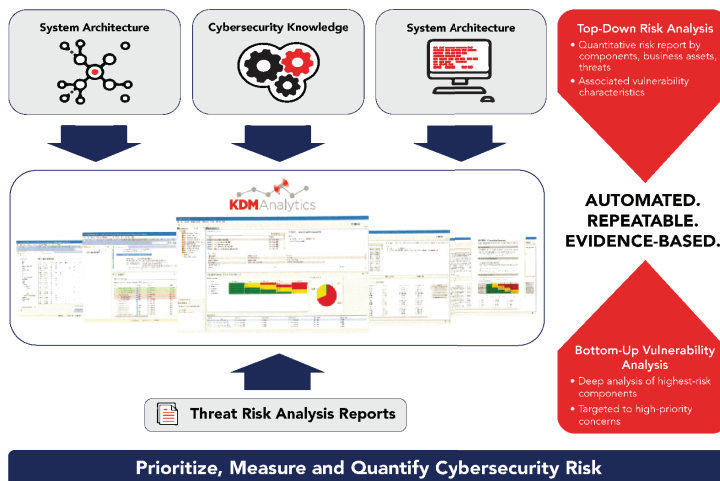 System Architecture
Cybersecurity Knowledge
System Architecture
Top-Down Risk Analysis
• Quantitative risk report by
components, business assets,
threats
• Associated vulnerability
characteristics
KDMAnalytics
AUTOMATED.
REPEATABLE.
EVIDENCE-BASED.
Bottom-Up Vulnerability
Analysis
• Deep analysis of highest-risk
components
• Targeted to high-priority
concerns
Threat Risk Analysis Reports
Prioritize, Measure and Quantify Cybersecurity Risk